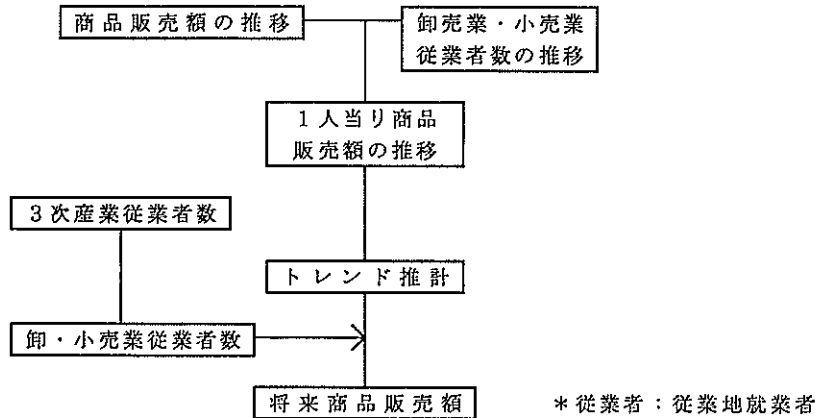 商品販売額の推移
卸売業・小売業
従業者数の推移
1人当り商品
販売額の推移
3次産業従業者数
トレンド推計
卸・小売業従業者数
将来商品販売額
＊従業者：従業地就業者